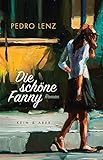 PEDRO LENZ
Die schöne
Fanny
Roman
KEIN & ABER